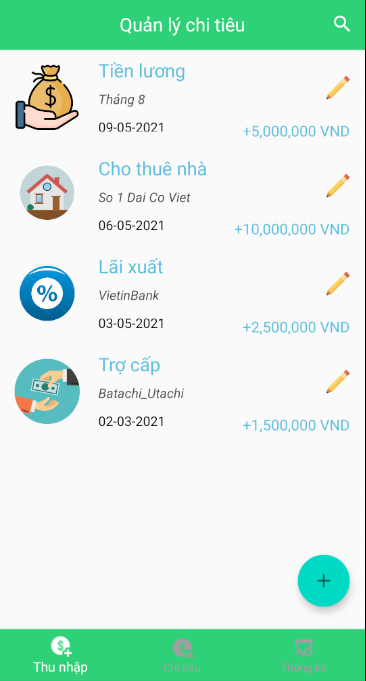 Quản lý chi tiêu
Tiền lương
Tháng 8
09-05-2021
+5,000,000 VND
Cho thuê nhà
So 1 Dai Co Viet
06-05-2021
+10,000,000 VND
Lãi xuất
VietinBank
03-05-2021
+2,500,000 VND
Trợ cấp
Batachi_Utachi
02-03-2021
+1,500,000 VND
Thu nhập
Chi tiêu
Thống kê